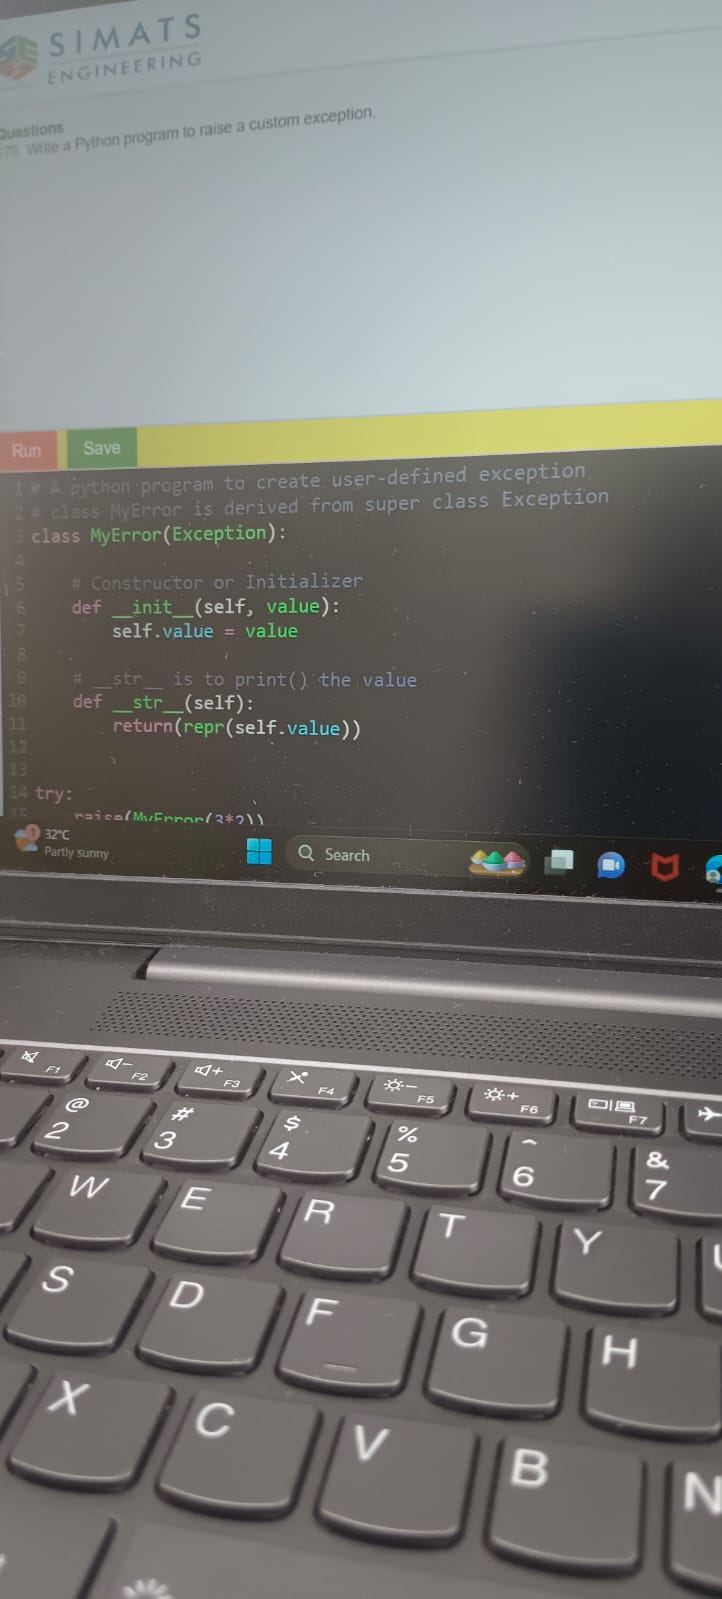 SIMATS
ENGINEERING
Questions
179. Write a Python program to raise a custom exception.
Run Save
1 # A python program to create user-defined exception
2 # class MyError is derived from super class Exception
3 class MyError(Exception):
4
5 # Constructor or Initializer
6 def __init__(self, value):
7 self.value = value
8
9 # __str__ is to print() the value
10 def __str__(self):
11 return(repr(self.value))
12
13
14 try:
15 raise(MyError(3*2))
1 32°C
Partly sunny
Search
F1 F2 F3 F4 F5 F6 F7
@ # $ % ^ &
2 3 4 5 6 7
W E R T Y U
S D F G H
X C V B N